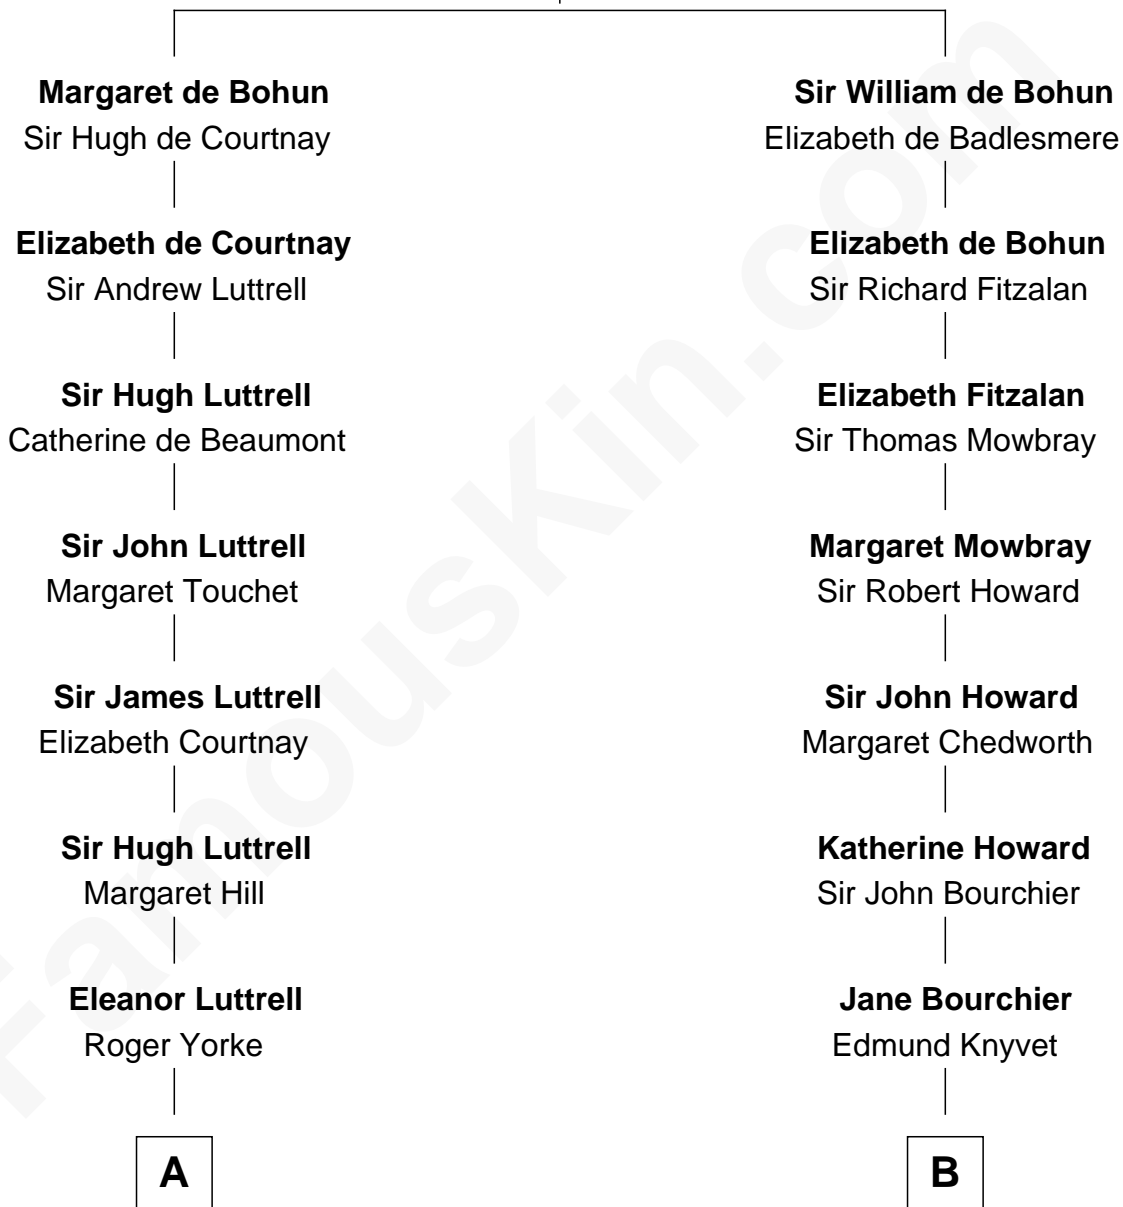 Margaret de Bohun
Sir Hugh de Courtnay
Elizabeth de Courtnay
Sir Andrew Luttrell
Sir Hugh Luttrell
Catherine de Beaumont
Sir John Luttrell
Margaret Touchet
Sir James Luttrell
Elizabeth Courtnay
Sir Hugh Luttrell
Margaret Hill
Eleanor Luttrell
Roger Yorke
A
Sir William de Bohun
Elizabeth de Badlesmere
Elizabeth de Bohun
Sir Richard Fitzalan
Elizabeth Fitzalan
Sir Thomas Mowbray
Margaret Mowbray
Sir Robert Howard
Sir John Howard
Margaret Chedworth
Katherine Howard
Sir John Bourchier
Jane Bourchier
Edmund Knyvet
B
FamousKin.com